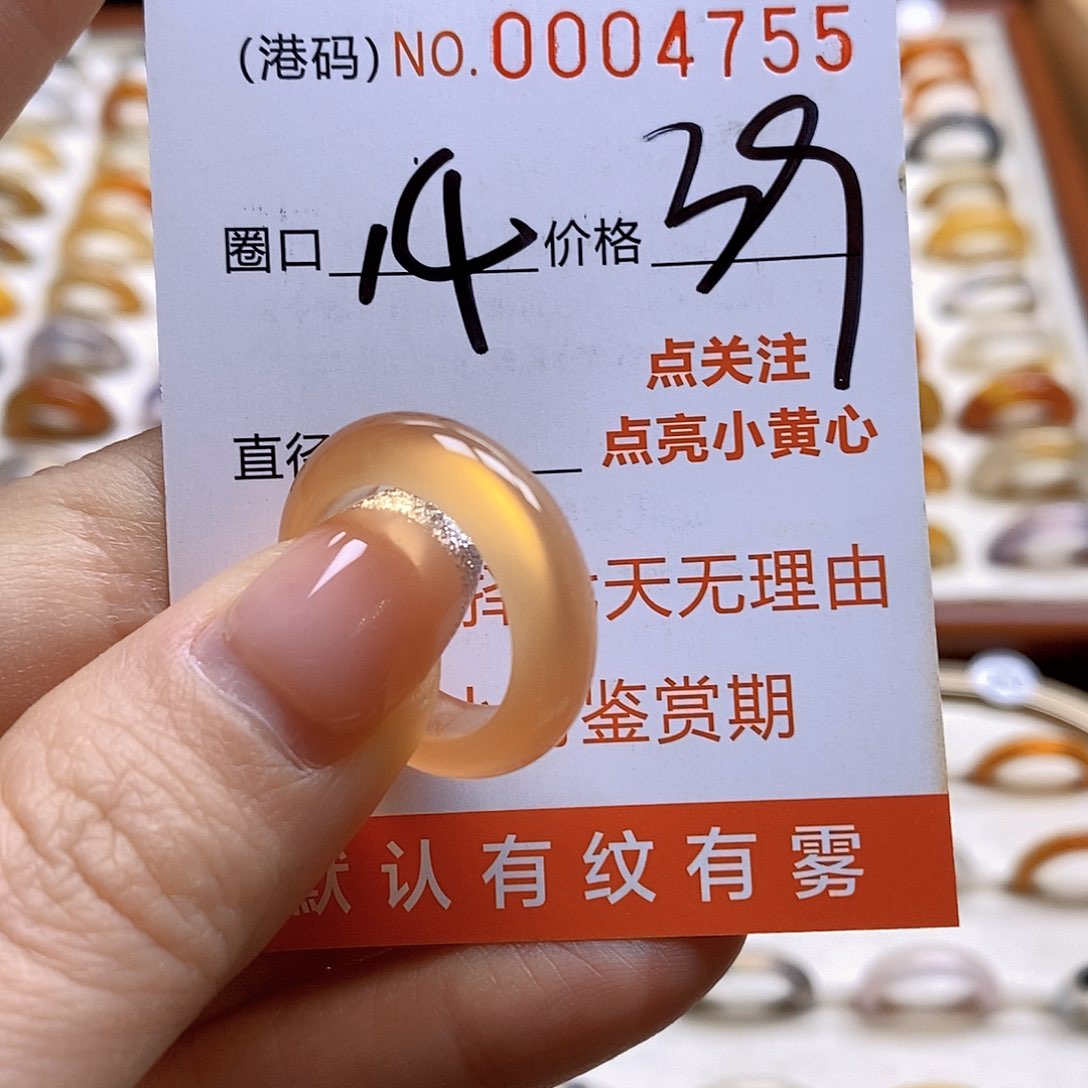 (港码) NO. 0004755
圈口 14 价格 39
点关注
直径 点亮小黄心
天无理由
鉴赏期
默认有纹有雾